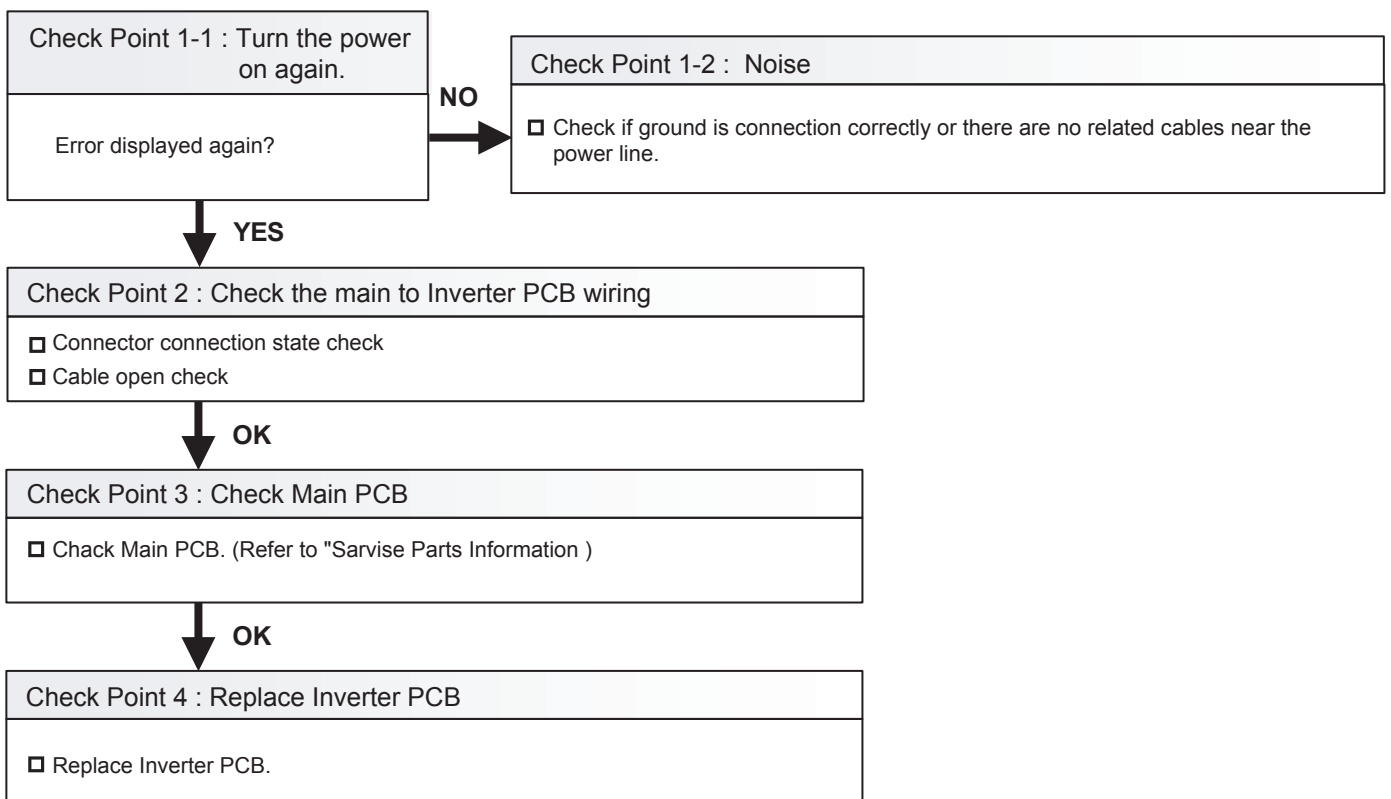 Check Point 1-1 : Turn the power
on again.
Error displayed again?
NO
Check Point 1-2 :  Noise
Check if ground is connection correctly or there are no related cables near the
power line.
YES
Check Point 2 : Check the main to Inverter PCB wiring
Connector connection state check
Cable open check
OK
Check Point 3 : Check Main PCB
Chack Main PCB. (Refer to "Sarvise Parts Information )
OK
Check Point 4 : Replace Inverter PCB
Replace Inverter PCB.